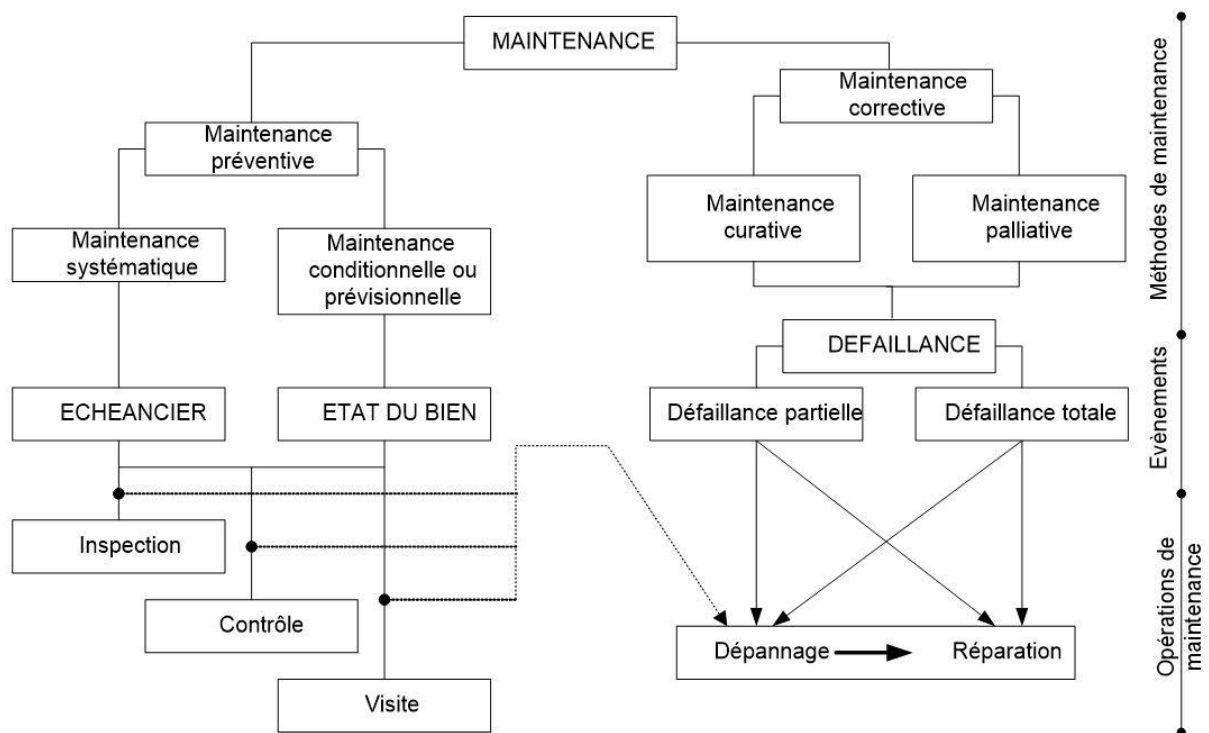 MAINTENANCE
Maintenance
corrective
Maintenance
préventive
Maintenance
curative
Maintenance
palliative
Maintenance
systématique
Maintenance
conditionnelle ou
prévisionnelle
DEFAILLANCE
ECHEANCIER
ETAT DU BIEN
Défaillance partielle
Défaillance totale
Inspection
Contrôle
Visite
Dépannage
Réparation
Méthodes de maintenance
Evènements
Opérations de
maintenance